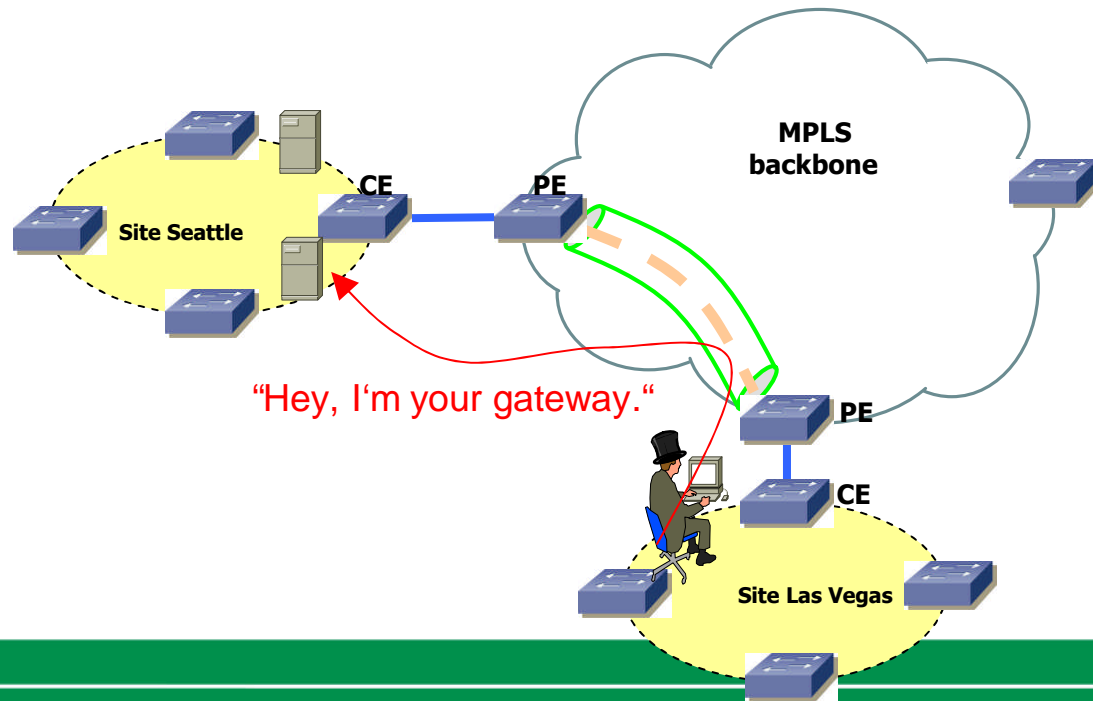 MPLS
backbone
CE
PE
Site Seattle
“Hey, I‘m your gateway.“
PE
CE
Site Las Vegas